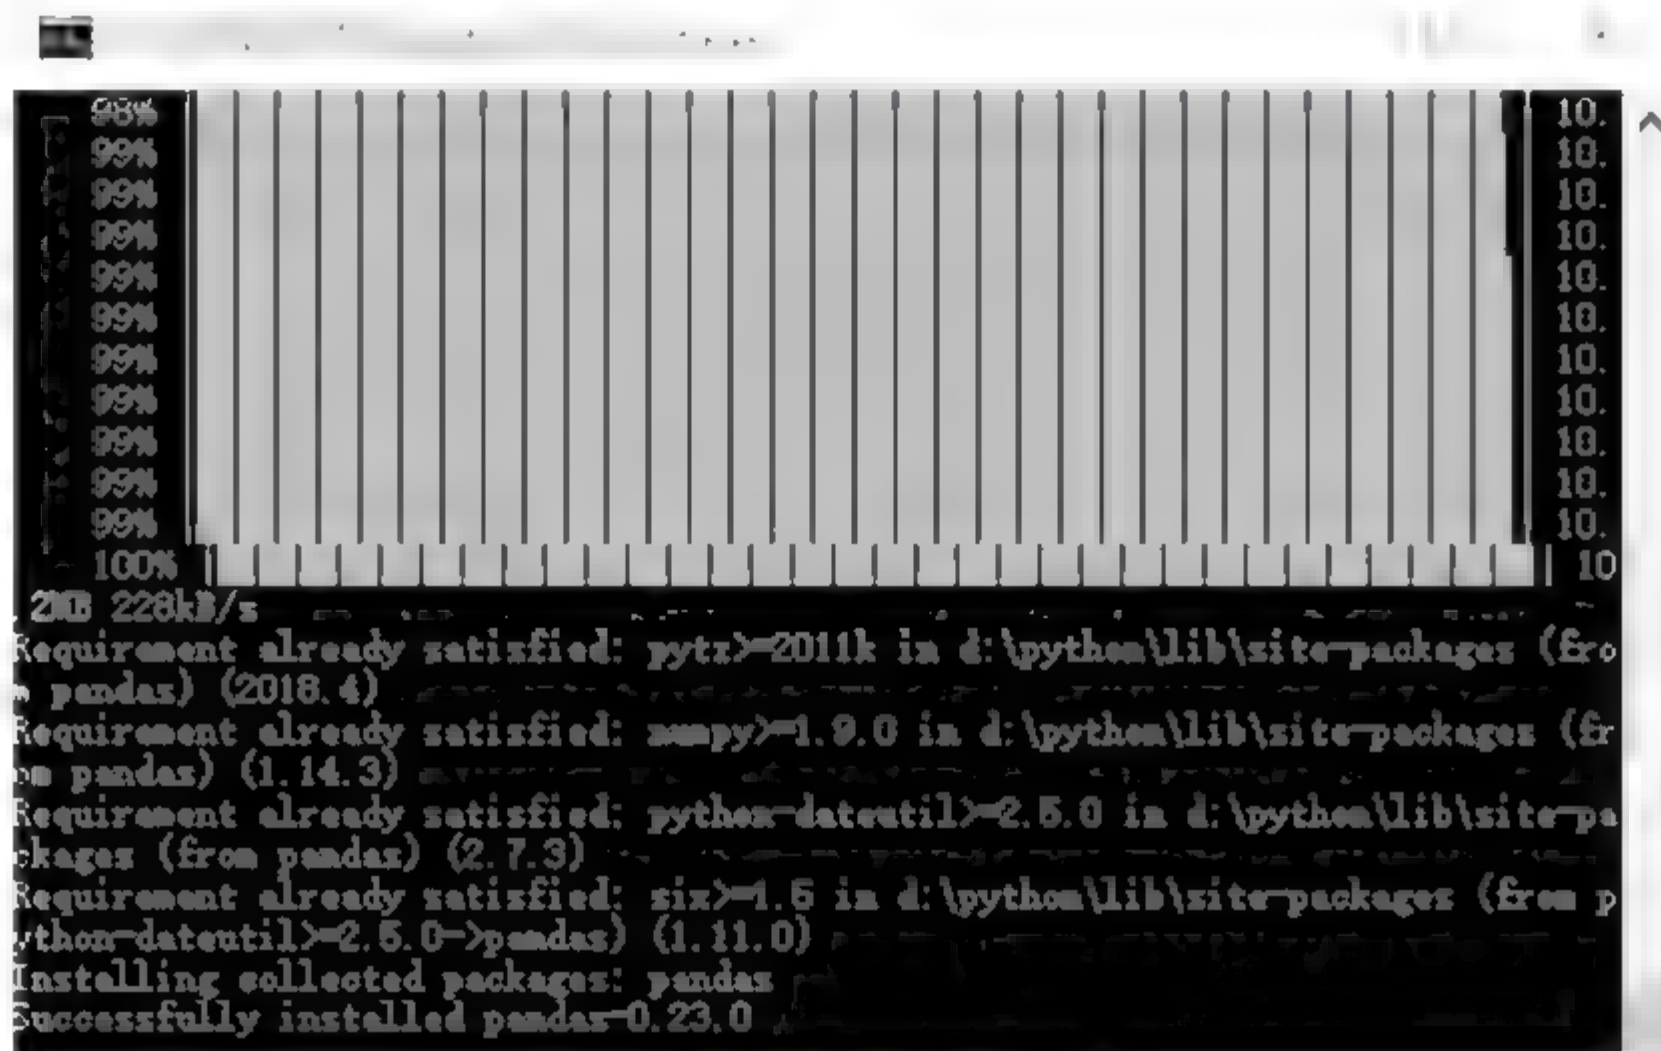 98% 10.
99% 10.
99% 10.
99% 10.
99% 10.
99% 10.
99% 10.
99% 10.
99% 10.
99% 10.
99% 10.
100% 10
.2MB 228kB/s
Requirement already satisfied: pytz>=2011k in d:\python\lib\site-packages (fro
m pandas) (2018.4)
Requirement already satisfied: numpy>=1.9.0 in d:\python\lib\site-packages (fr
om pandas) (1.14.3)
Requirement already satisfied: python-dateutil>=2.5.0 in d:\python\lib\site-pa
ckages (from pandas) (2.7.3)
Requirement already satisfied: six>=1.5 in d:\python\lib\site-packages (from p
ython-dateutil>=2.5.0->pandas) (1.11.0)
Installing collected packages: pandas
Successfully installed pandas-0.23.0